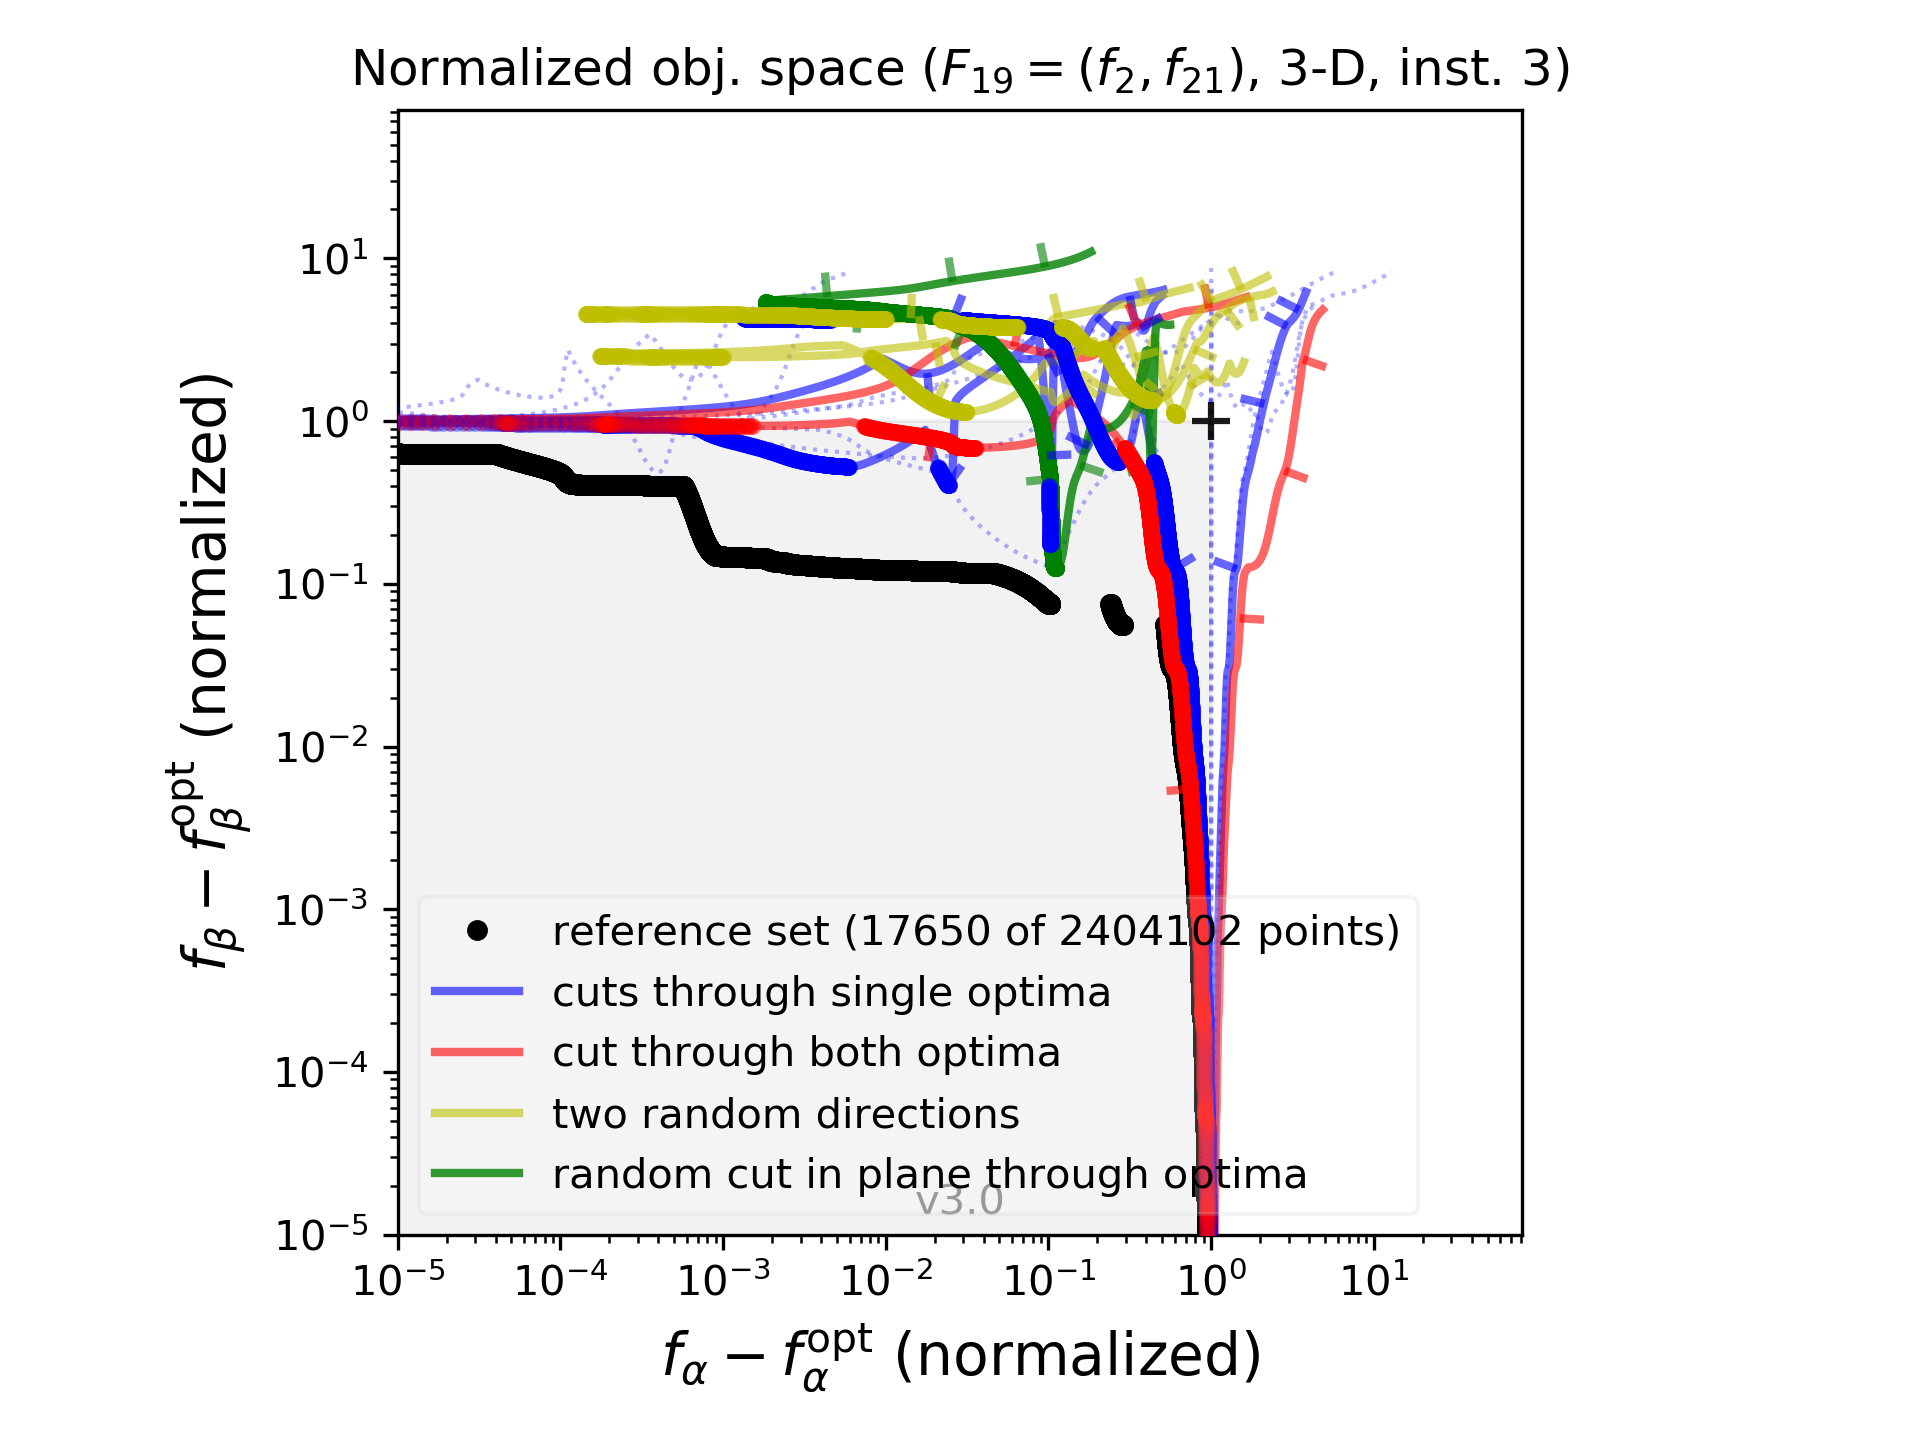 Normalized obj. space (F₁₉ = (f₂, f₂₁), 3-D, inst. 3)
f_β − f_β^opt (normalized)
10¹
10⁰
10⁻¹
10⁻²
10⁻³
10⁻⁴
10⁻⁵
reference set (17650 of 2404102 points)
cuts through single optima
cut through both optima
two random directions
random cut in plane through optima
v3.0
10⁻⁵ 10⁻⁴ 10⁻³ 10⁻² 10⁻¹ 10⁰ 10¹
f_α − f_α^opt (normalized)